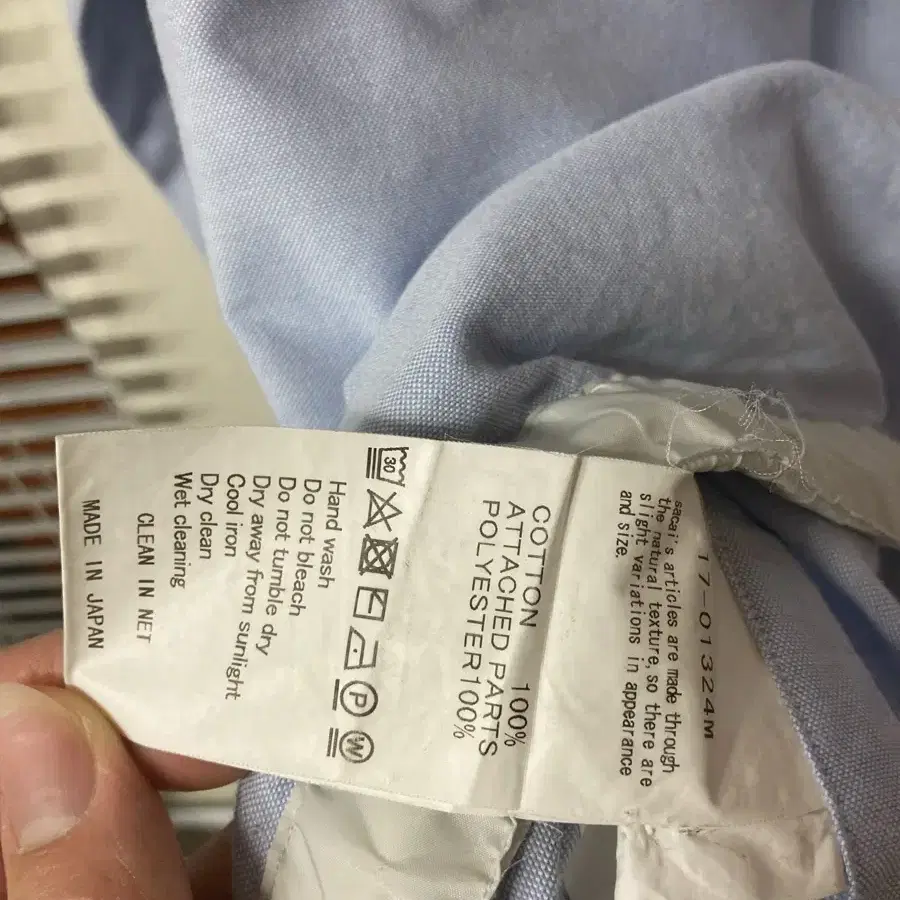 17-01324M
sacai's articles are made through
the natural texture, so there are
slight variations in appearance
and size.
COTTON 100%
ATTACHED PARTS
POLYESTER100%
30
P
W
Hand wash
Do not bleach
Do not tumble dry
Dry away from sunlight
Cool iron
Dry clean
Wet cleaning
CLEAN IN NET
MADE IN JAPAN